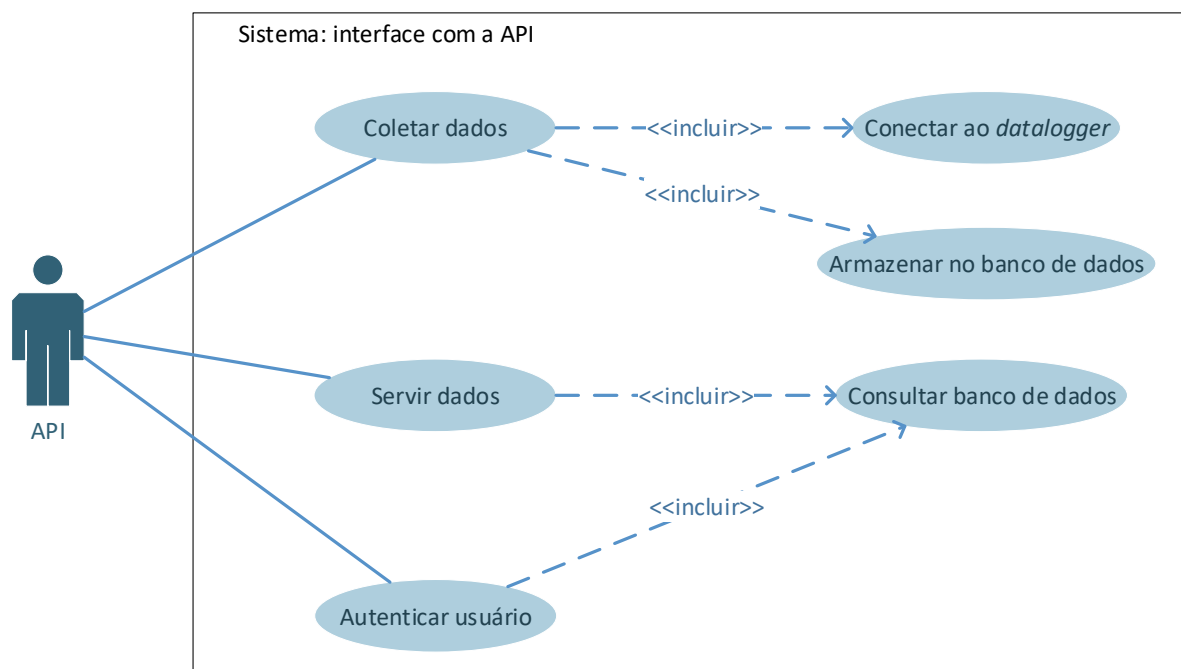 Sistema: interface com a API
Coletar dados
<<incluir>>
Conectar ao datalogger
<<incluir>>
Armazenar no banco de dados
API
Servir dados
<<incluir>>
Consultar banco de dados
<<incluir>>
Autenticar usuário